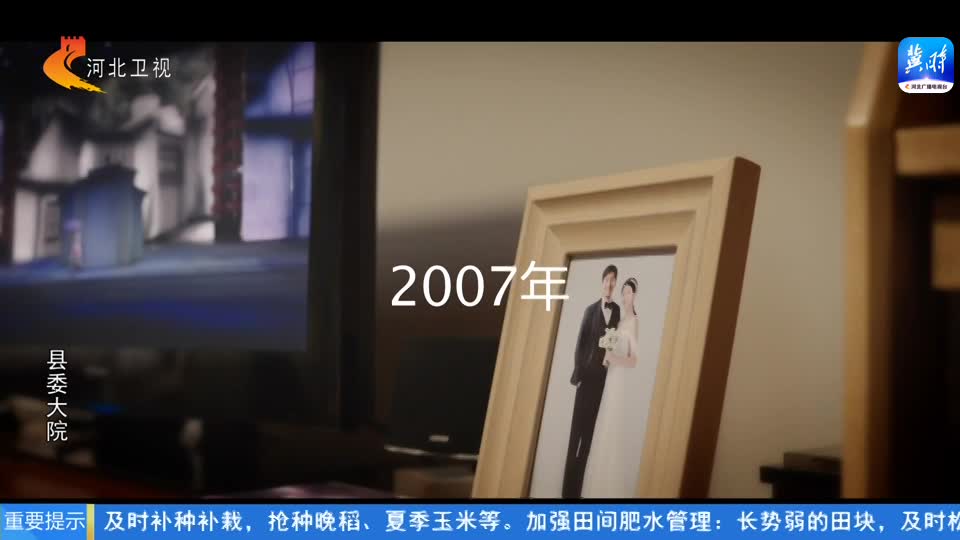 河北卫视
冀时
河北广播电视台
2007年
县委大院
重要提示
及时补种补栽，抢种晚稻、夏季玉米等。加强田间肥水管理：长势弱的田块，及时松